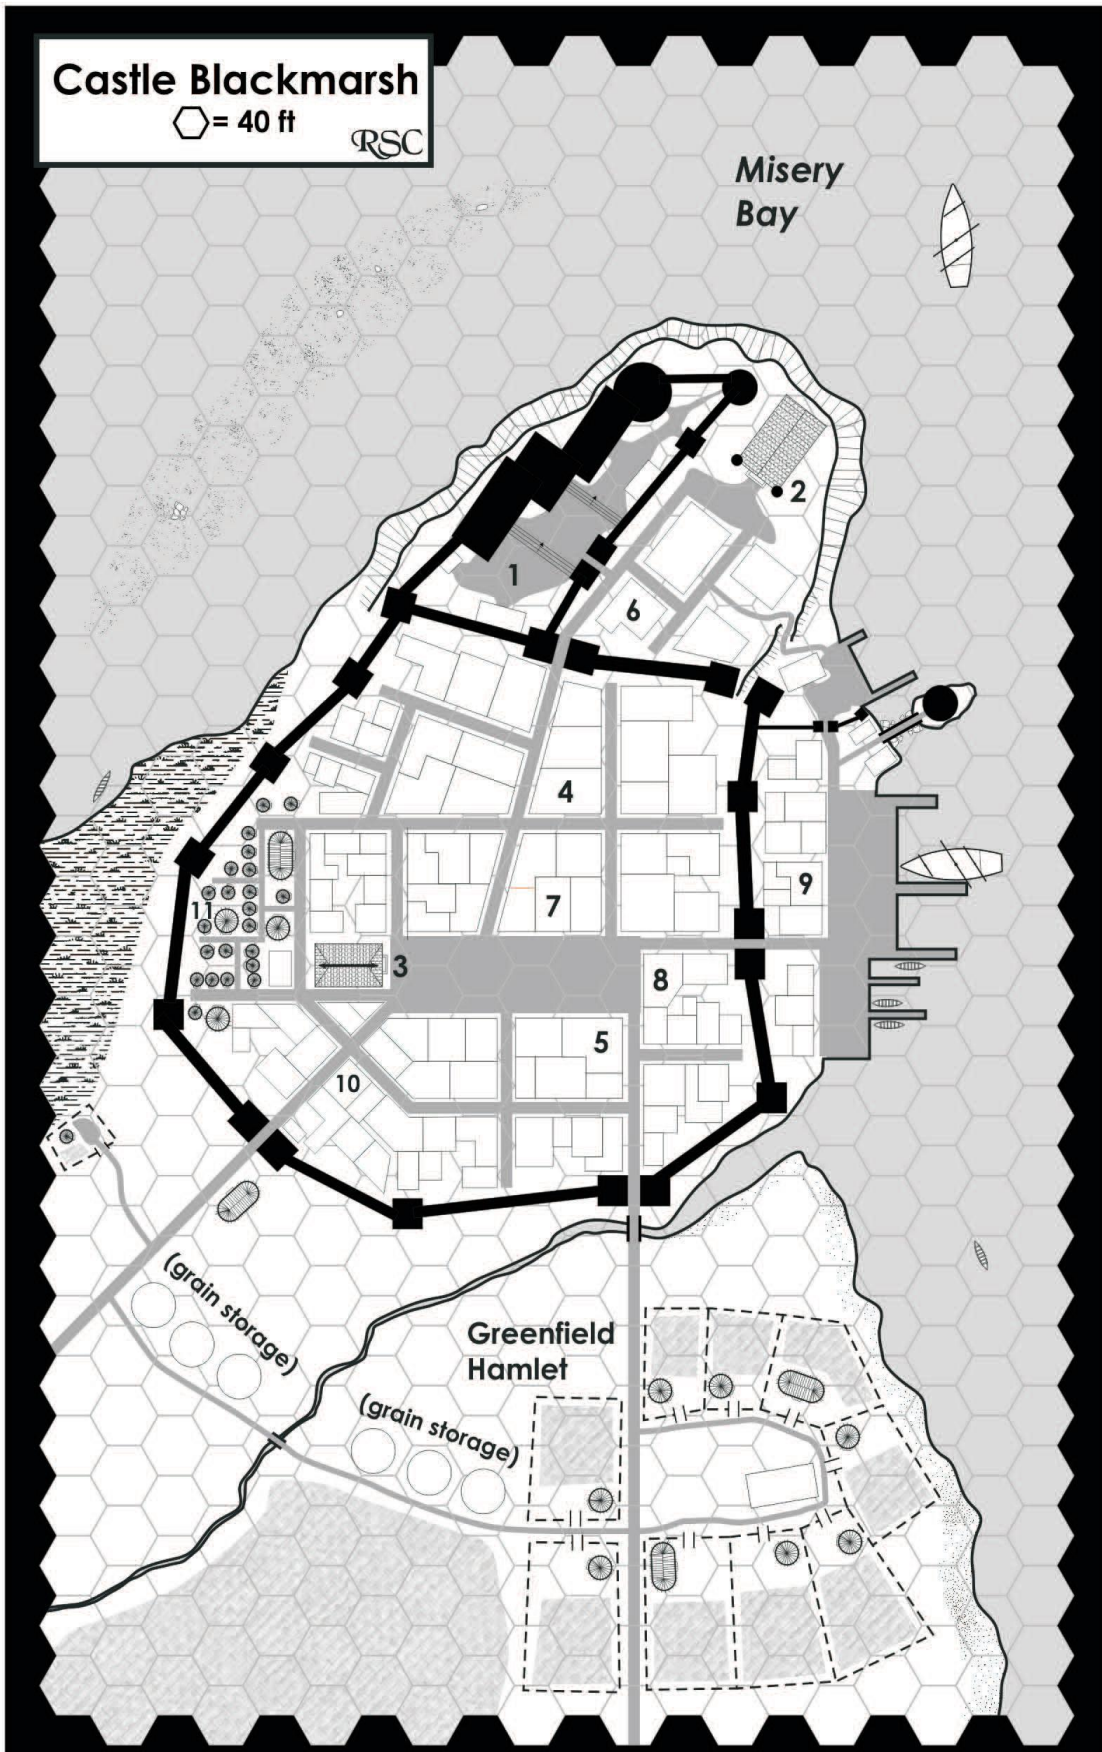 Castle Blackmarsh
= 40 ft
RSC
Misery
Bay
1
2
6
4
7
9
11
3
8
5
10
(grain storage)
Greenfield
Hamlet
(grain storage)